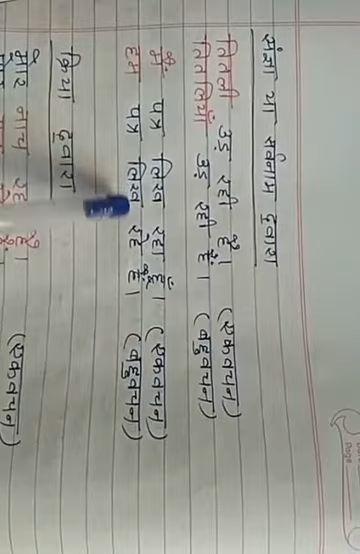 संज्ञा या सर्वनाम द्वारा
तितली उड़ रही है। (एकवचन)
तितलियाँ उड़ रही हैं। (बहुवचन)
मैं पत्र लिख रहा हूँ। (एकवचन)
हम पत्र लिख रहे हैं। (बहुवचन)
क्रिया द्वारा
मोर नाच रहा है। (एकवचन)
Page